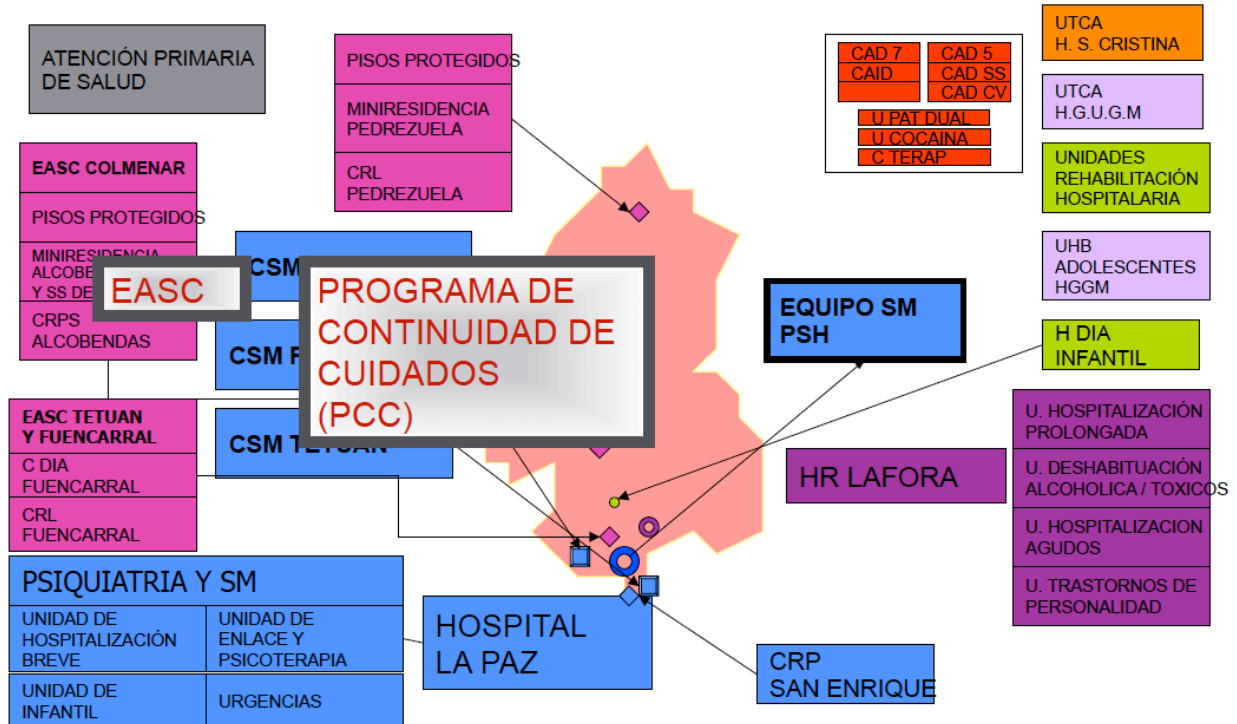 ATENCIÓN PRIMARIA
DE SALUD
PISOS PROTEGIDOS
MINIRESIDENCIA
PEDREZUELA
CRL
PEDREZUELA
CAD 7
CAID
CAD 5
CAD SS
CAD CV
U PAT DUAL
U COCAINA
C TERAP
UTCA
H. S. CRISTINA
UTCA
H.G.U.G.M
UNIDADES
REHABILITACIÓN
HOSPITALARIA
UHB
ADOLESCENTES
HGGM
H DIA
INFANTIL
EASC COLMENAR
PISOS PROTEGIDOS
MINIRESIDENCIA
Y SS DE
CRPS
ALCOBENDAS
EASC
CSM
CSM F
CSM TETUAN
PROGRAMA DE
CONTINUIDAD DE
CUIDADOS
(PCC)
EQUIPO SM
PSH
EASC TETUAN
Y FUENCARRAL
C DIA
FUENCARRAL
CRL
FUENCARRAL
HR LAFORA
U. HOSPITALIZACIÓN
PROLONGADA
U. DESHABITUACIÓN
ALCOHOLICA / TOXICOS
U. HOSPITALIZACION
AGUDOS
U. TRASTORNOS DE
PERSONALIDAD
PSIQUIATRIA Y SM
UNIDAD DE
HOSPITALIZACIÓN
BREVE
UNIDAD DE
ENLACE Y
PSICOTERAPIA
UNIDAD DE
INFANTIL
URGENCIAS
HOSPITAL
LA PAZ
CRP
SAN ENRIQUE